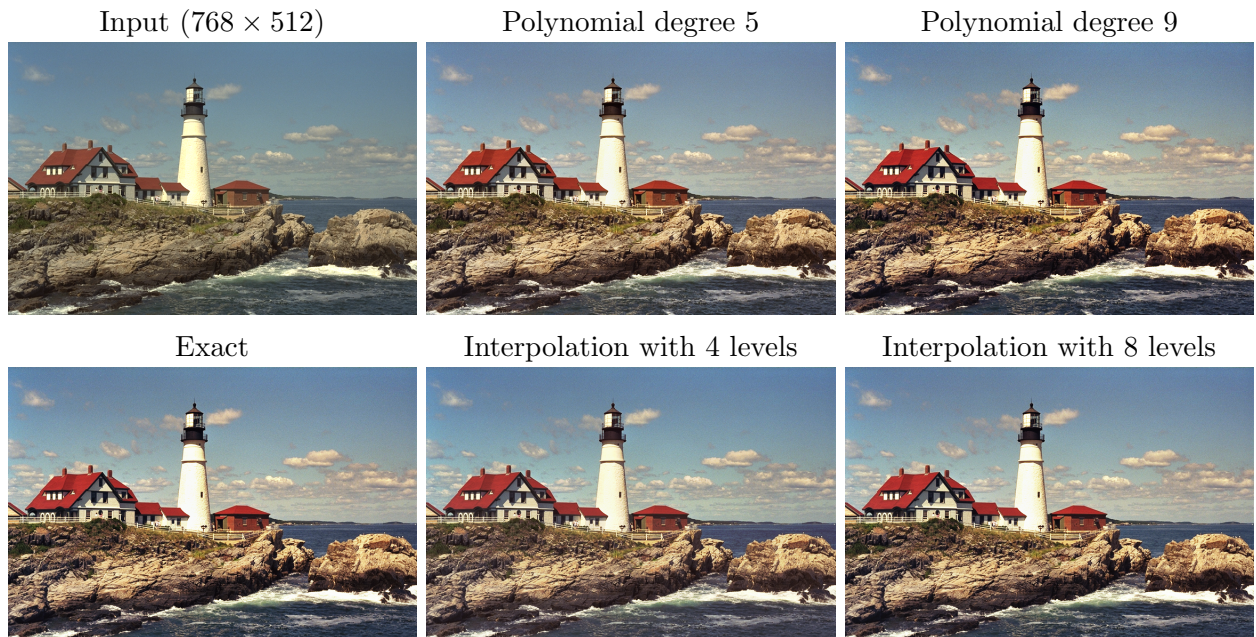 Input (768 × 512)
Polynomial degree 5
Polynomial degree 9
Exact
Interpolation with 4 levels
Interpolation with 8 levels